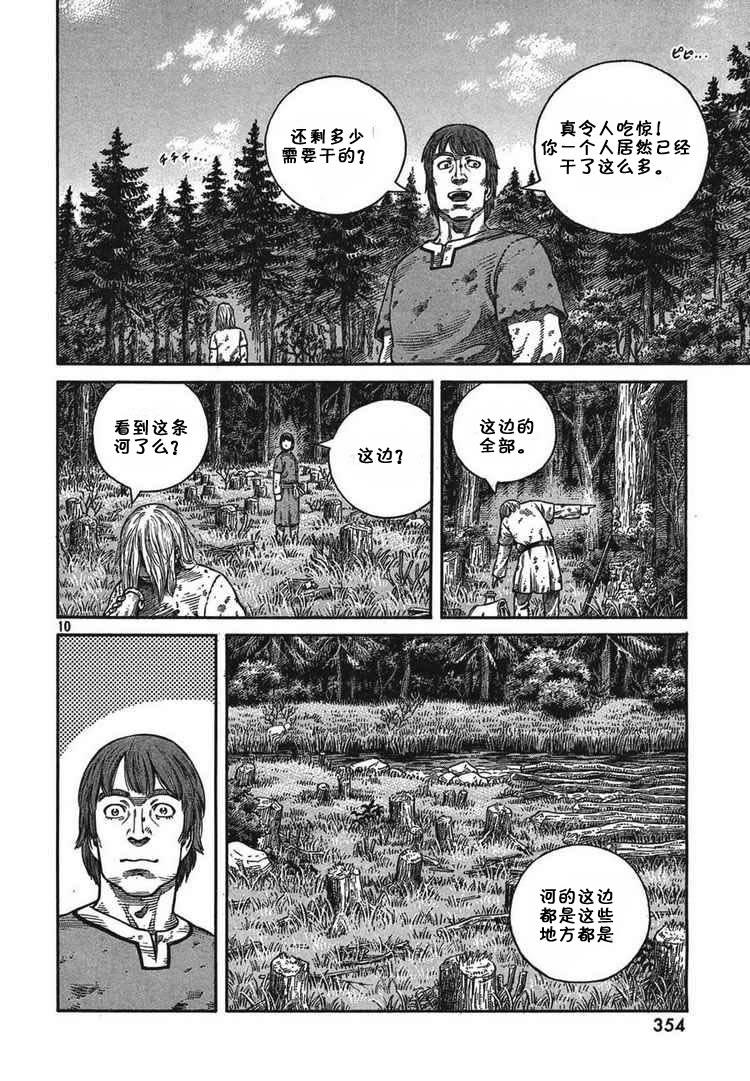 ピピ...
真令人吃惊!
你一个人居然已经
干了这么多。
还剩多少
需要干的?
チチチ...
这边的
全部。
这边?
看到这条
河了么?
10
河的这边
都是这些
地方都是
354